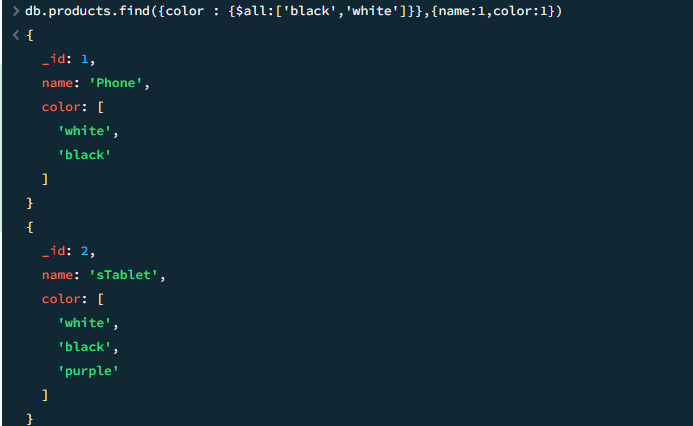 > db.products.find({color : {$all:['black','white']}},{name:1,color:1})
< {
_id: 1,
name: 'Phone',
color: [
'white',
'black'
]
}
{
_id: 2,
name: 'sTablet',
color: [
'white',
'black',
'purple'
]
}